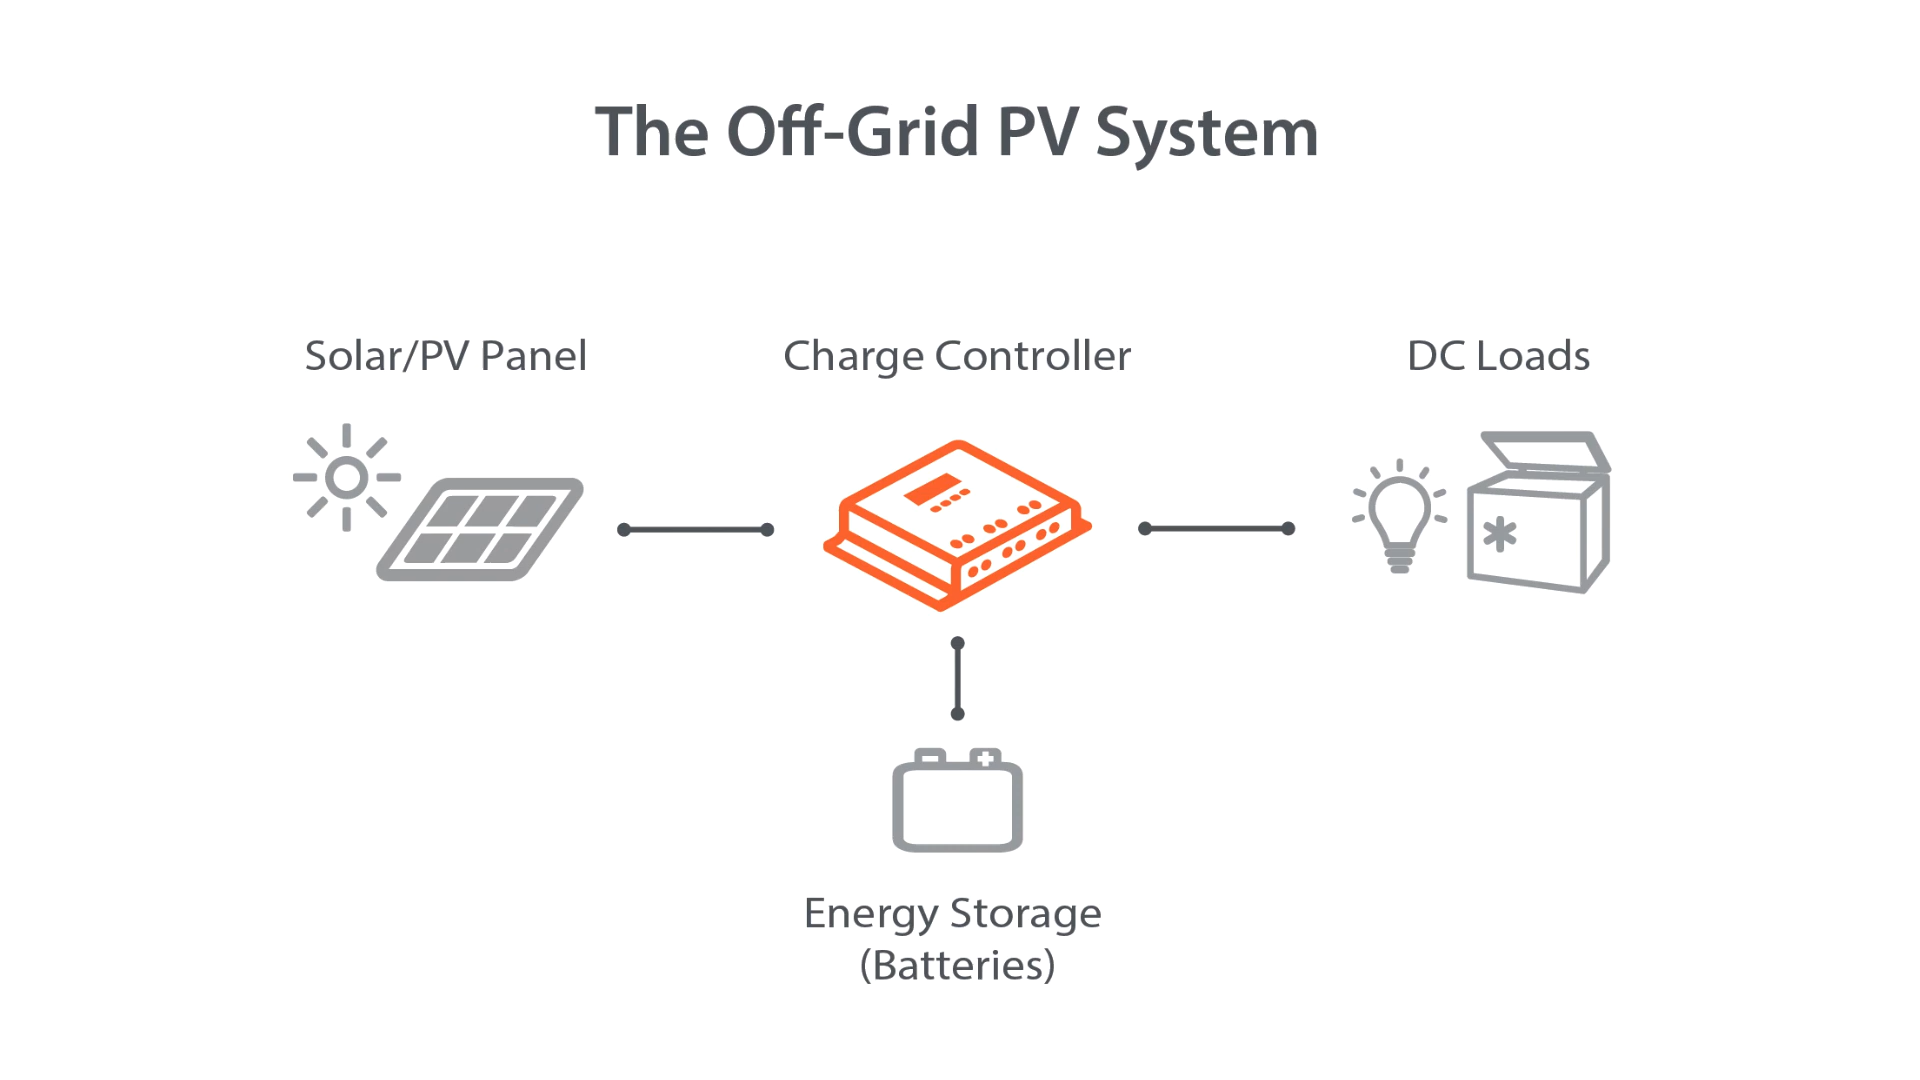 The Off-Grid PV System
Solar/PV Panel
Charge Controller
DC Loads
Energy Storage
(Batteries)